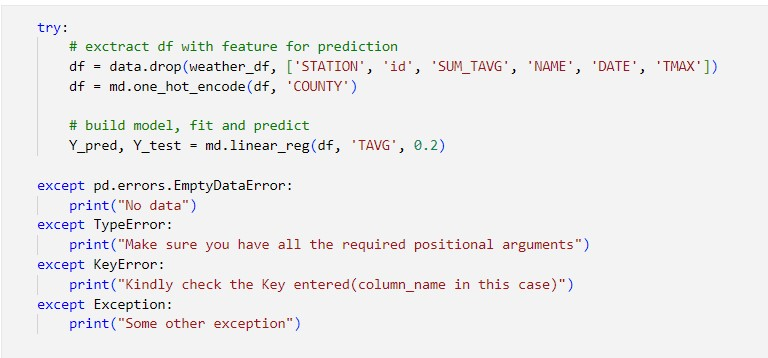 try:
# exctract df with feature for prediction
df = data.drop(weather_df, ['STATION', 'id', 'SUM_TAVG', 'NAME', 'DATE', 'TMAX'])
df = md.one_hot_encode(df, 'COUNTY')
# build model, fit and predict
Y_pred, Y_test = md.linear_reg(df, 'TAVG', 0.2)
except pd.errors.EmptyDataError:
print("No data")
except TypeError:
print("Make sure you have all the required positional arguments")
except KeyError:
print("Kindly check the Key entered(column_name in this case)")
except Exception:
print("Some other exception")